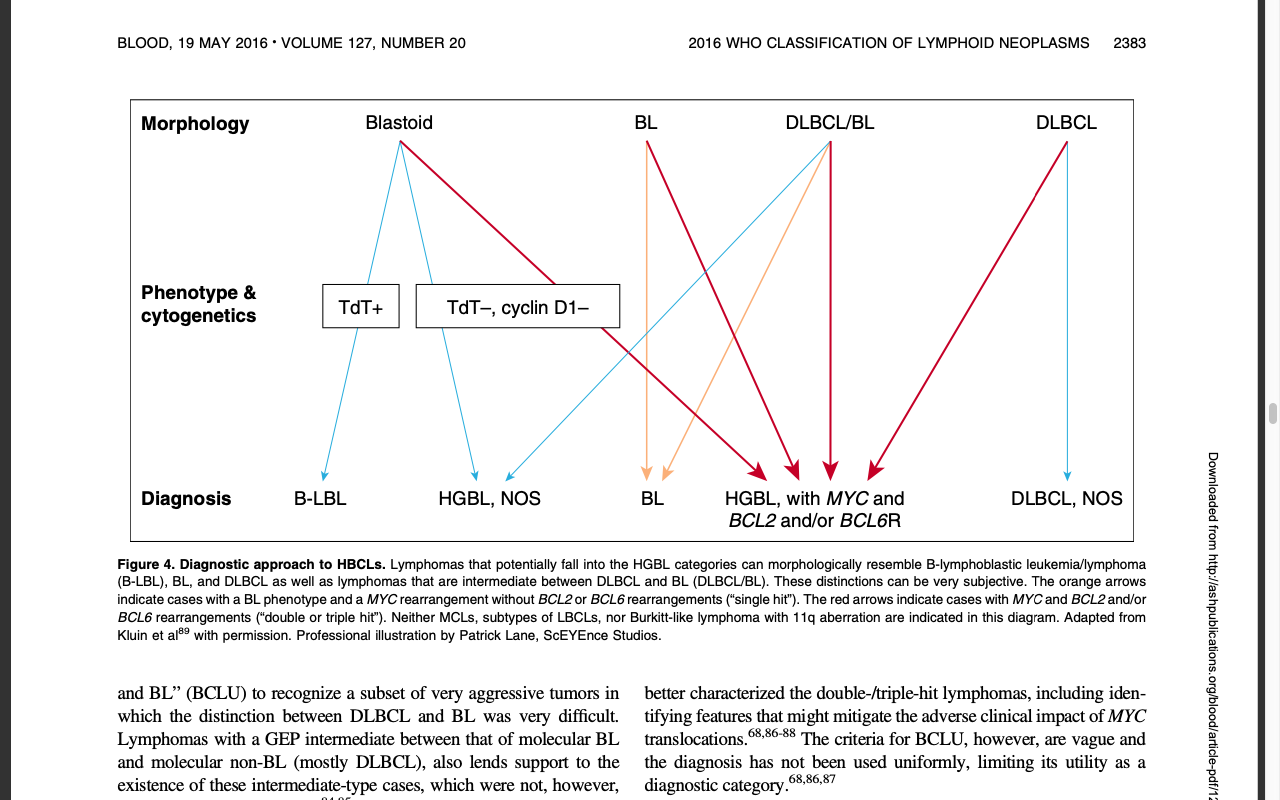 BLOOD, 19 MAY 2016 • VOLUME 127, NUMBER 20
2016 WHO CLASSIFICATION OF LYMPHOID NEOPLASMS 2383
Morphology
Blastoid
BL
DLBCL/BL
DLBCL
Phenotype &
cytogenetics
TdT+
TdT–, cyclin D1–
Diagnosis
B-LBL
HGBL, NOS
BL
HGBL, with MYC and
BCL2 and/or BCL6R
DLBCL, NOS
Figure 4. Diagnostic approach to HBCLs. Lymphomas that potentially fall into the HGBL categories can morphologically resemble B-lymphoblastic leukemia/lymphoma
(B-LBL), BL, and DLBCL as well as lymphomas that are intermediate between DLBCL and BL (DLBCL/BL). These distinctions can be very subjective. The orange arrows
indicate cases with a BL phenotype and a MYC rearrangement without BCL2 or BCL6 rearrangements (“single hit”). The red arrows indicate cases with MYC and BCL2 and/or
BCL6 rearrangements (“double or triple hit”). Neither MCLs, subtypes of LBCLs, nor Burkitt-like lymphoma with 11q aberration are indicated in this diagram. Adapted from
Kluin et al89 with permission. Professional illustration by Patrick Lane, ScEYEnce Studios.
and BL” (BCLU) to recognize a subset of very aggressive tumors in
which the distinction between DLBCL and BL was very difficult.
Lymphomas with a GEP intermediate between that of molecular BL
and molecular non-BL (mostly DLBCL), also lends support to the
existence of these intermediate-type cases, which were not, however,
better characterized the double-/triple-hit lymphomas, including iden-
tifying features that might mitigate the adverse clinical impact of MYC
translocations.68,86-88 The criteria for BCLU, however, are vague and
the diagnosis has not been used uniformly, limiting its utility as a
diagnostic category.68,86,87
Downloaded from http://ashpublications.org/blood/article-pdf/12